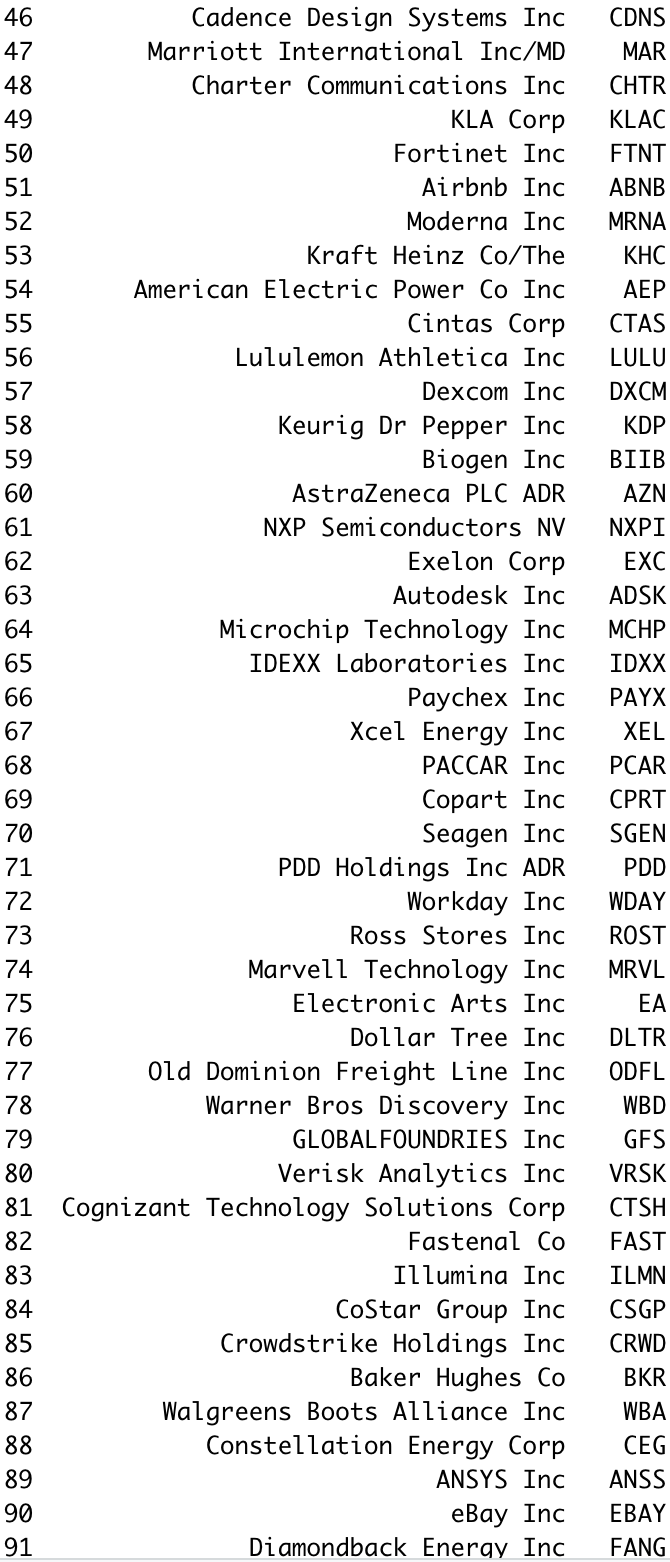 46 Cadence Design Systems Inc CDNS
47 Marriott International Inc/MD MAR
48 Charter Communications Inc CHTR
49 KLA Corp KLAC
50 Fortinet Inc FTNT
51 Airbnb Inc ABNB
52 Moderna Inc MRNA
53 Kraft Heinz Co/The KHC
54 American Electric Power Co Inc AEP
55 Cintas Corp CTAS
56 Lululemon Athletica Inc LULU
57 Dexcom Inc DXCM
58 Keurig Dr Pepper Inc KDP
59 Biogen Inc BIIB
60 AstraZeneca PLC ADR AZN
61 NXP Semiconductors NV NXPI
62 Exelon Corp EXC
63 Autodesk Inc ADSK
64 Microchip Technology Inc MCHP
65 IDEXX Laboratories Inc IDXX
66 Paychex Inc PAYX
67 Xcel Energy Inc XEL
68 PACCAR Inc PCAR
69 Copart Inc CPRT
70 Seagen Inc SGEN
71 PDD Holdings Inc ADR PDD
72 Workday Inc WDAY
73 Ross Stores Inc ROST
74 Marvell Technology Inc MRVL
75 Electronic Arts Inc EA
76 Dollar Tree Inc DLTR
77 Old Dominion Freight Line Inc ODFL
78 Warner Bros Discovery Inc WBD
79 GLOBALFOUNDRIES Inc GFS
80 Verisk Analytics Inc VRSK
81 Cognizant Technology Solutions Corp CTSH
82 Fastenal Co FAST
83 Illumina Inc ILMN
84 CoStar Group Inc CSGP
85 Crowdstrike Holdings Inc CRWD
86 Baker Hughes Co BKR
87 Walgreens Boots Alliance Inc WBA
88 Constellation Energy Corp CEG
89 ANSYS Inc ANSS
90 eBay Inc EBAY
91 Diamondback Energy Inc FANG